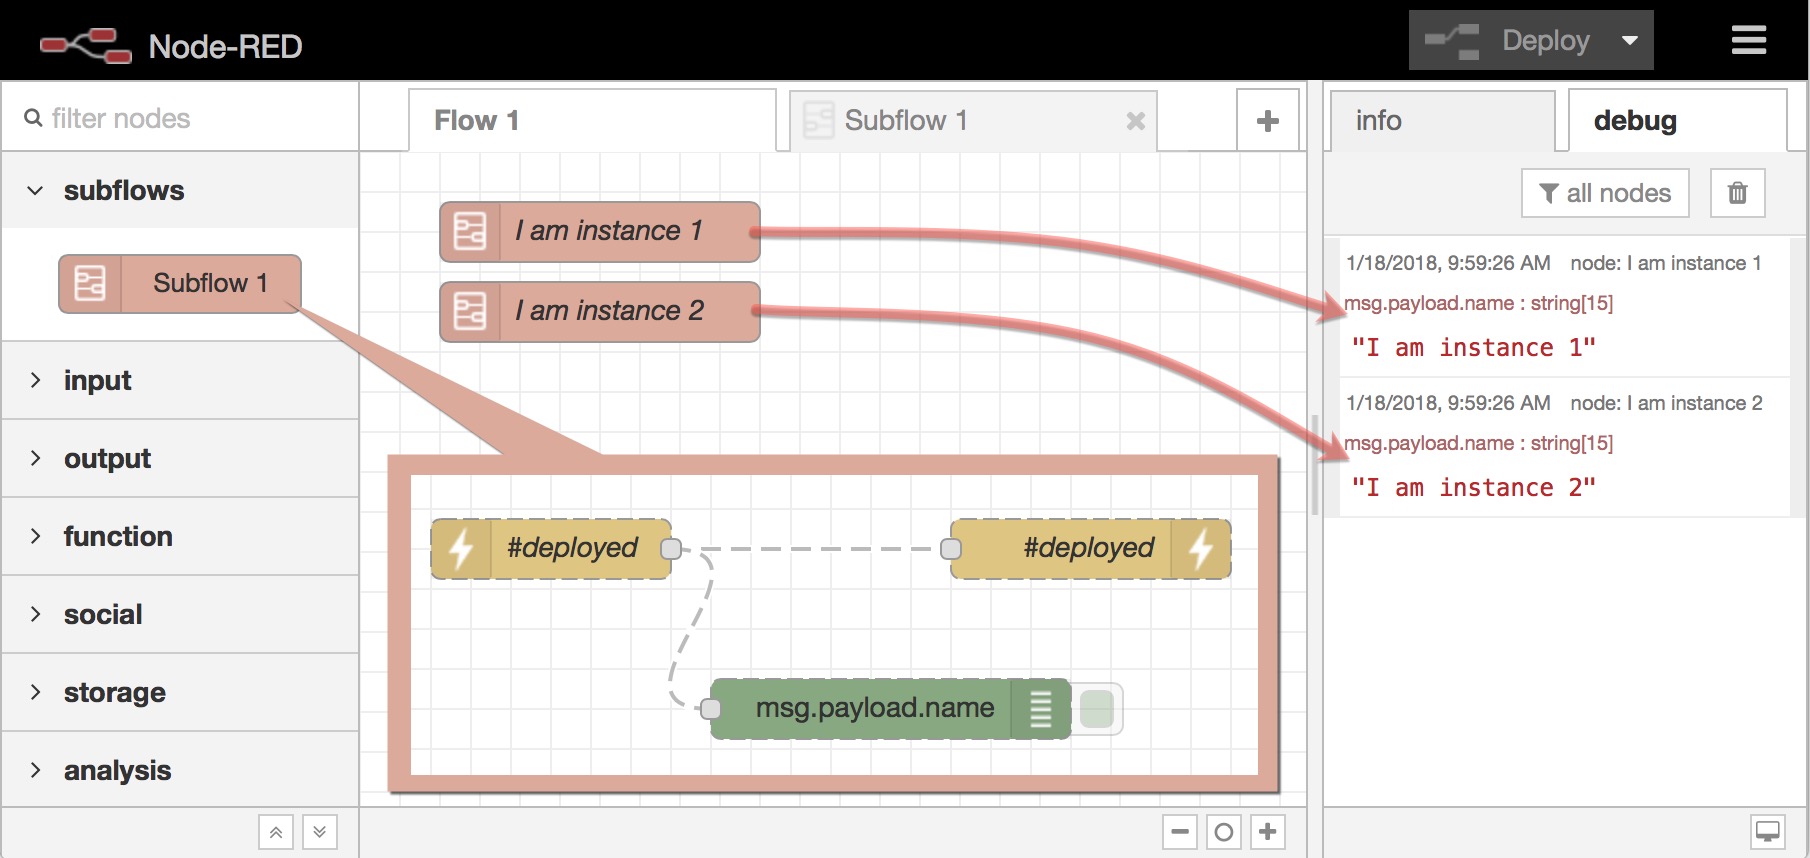 Node-RED
Deploy
filter nodes
Flow 1
Subflow 1
info
debug
subflows
all nodes
Subflow 1
I am instance 1
I am instance 2
1/18/2018, 9:59:26 AM node: I am instance 1
msg.payload.name : string[15]
"I am instance 1"
1/18/2018, 9:59:26 AM node: I am instance 2
msg.payload.name : string[15]
"I am instance 2"
input
output
function
social
storage
analysis
#deployed
#deployed
msg.payload.name